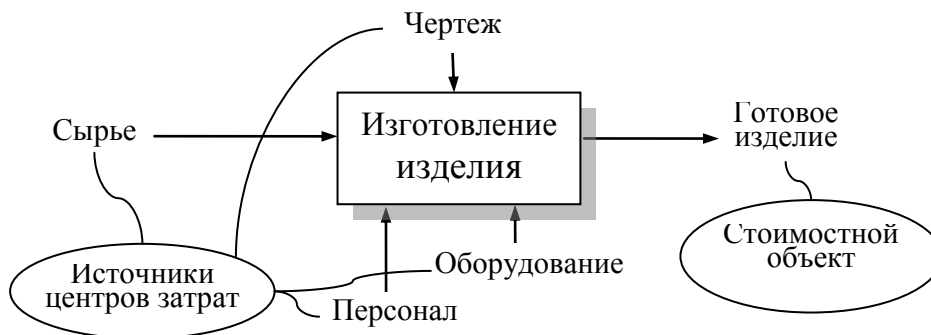 Чертеж
Сырье
Изготовление
изделия
Готовое
изделие
Источники
центров затрат
Оборудование
Персонал
Стоимостной
объект